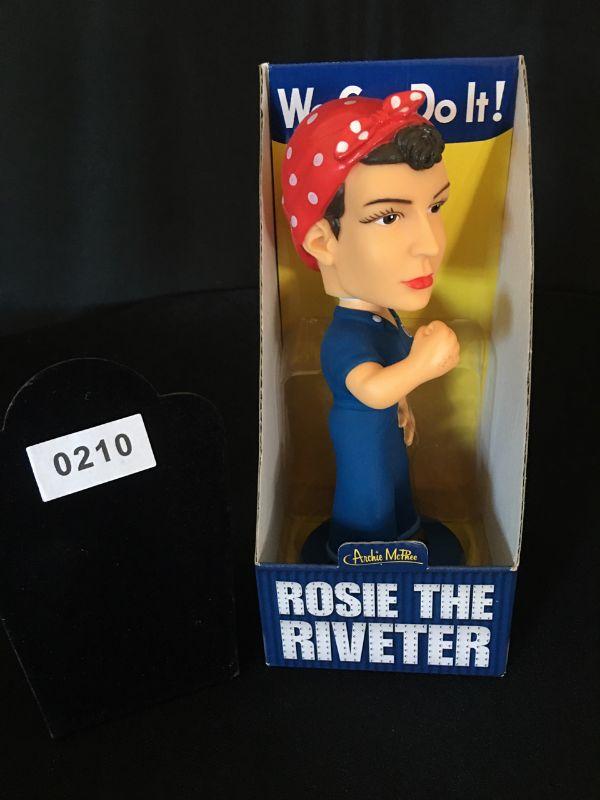 We Do It!
0210
Archie McPhee
ROSIE THE
RIVETER